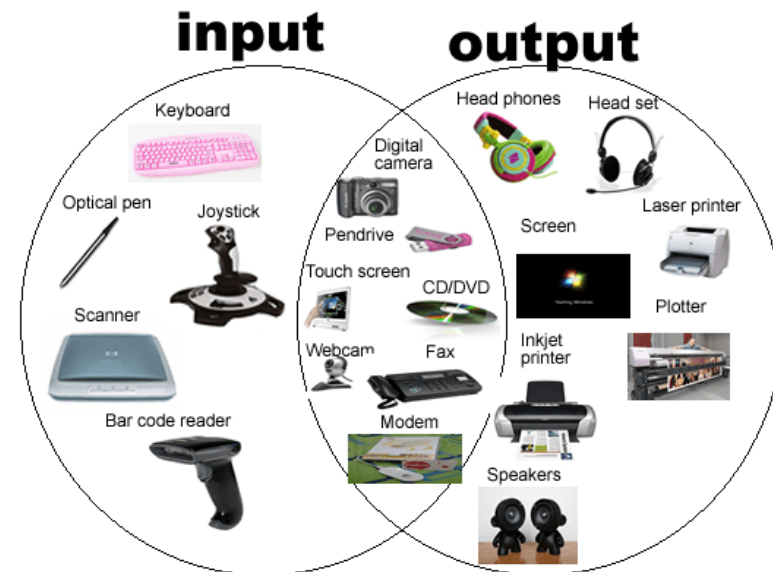 input
output
Keyboard
Head phones
Head set
Digital
camera
Optical pen
Joystick
Laser printer
Pendrive
Screen
Touch screen
CD/DVD
Scanner
Plotter
Webcam
Fax
Inkjet
printer
Bar code reader
Modem
Speakers